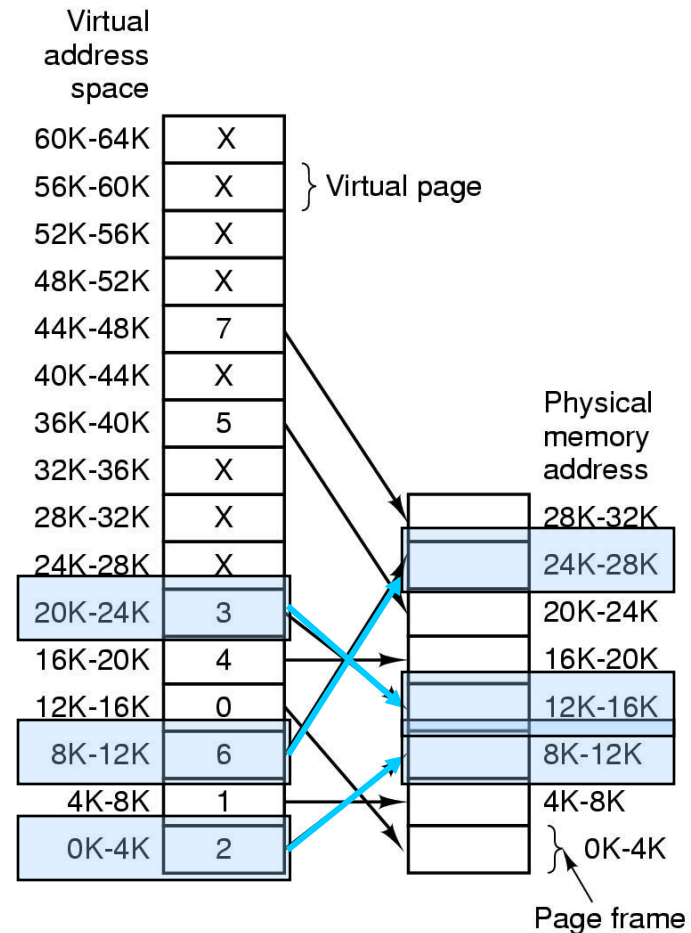 Virtual
address
space
60K-64K X
56K-60K X Virtual page
52K-56K X
48K-52K X
44K-48K 7
40K-44K X
36K-40K 5
32K-36K X
28K-32K X
24K-28K X
20K-24K 3
16K-20K 4
12K-16K 0
8K-12K 6
4K-8K 1
0K-4K 2
Physical
memory
address
28K-32K
24K-28K
20K-24K
16K-20K
12K-16K
8K-12K
4K-8K
0K-4K
Page frame